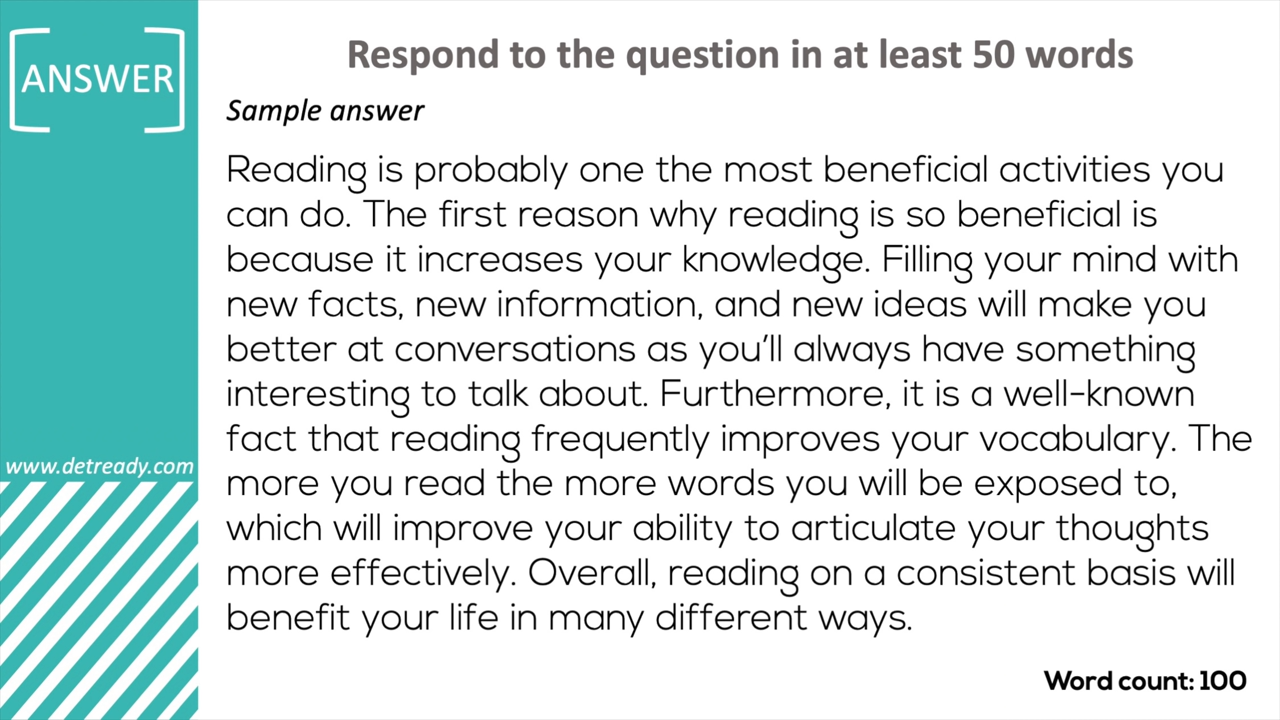 ANSWER
Respond to the question in at least 50 words
Sample answer
Reading is probably one the most beneficial activities you
can do. The first reason why reading is so beneficial is
because it increases your knowledge. Filling your mind with
new facts, new information, and new ideas will make you
better at conversations as you’ll always have something
interesting to talk about. Furthermore, it is a well-known
fact that reading frequently improves your vocabulary. The
more you read the more words you will be exposed to,
which will improve your ability to articulate your thoughts
more effectively. Overall, reading on a consistent basis will
benefit your life in many different ways.
www.detready.com
Word count: 100